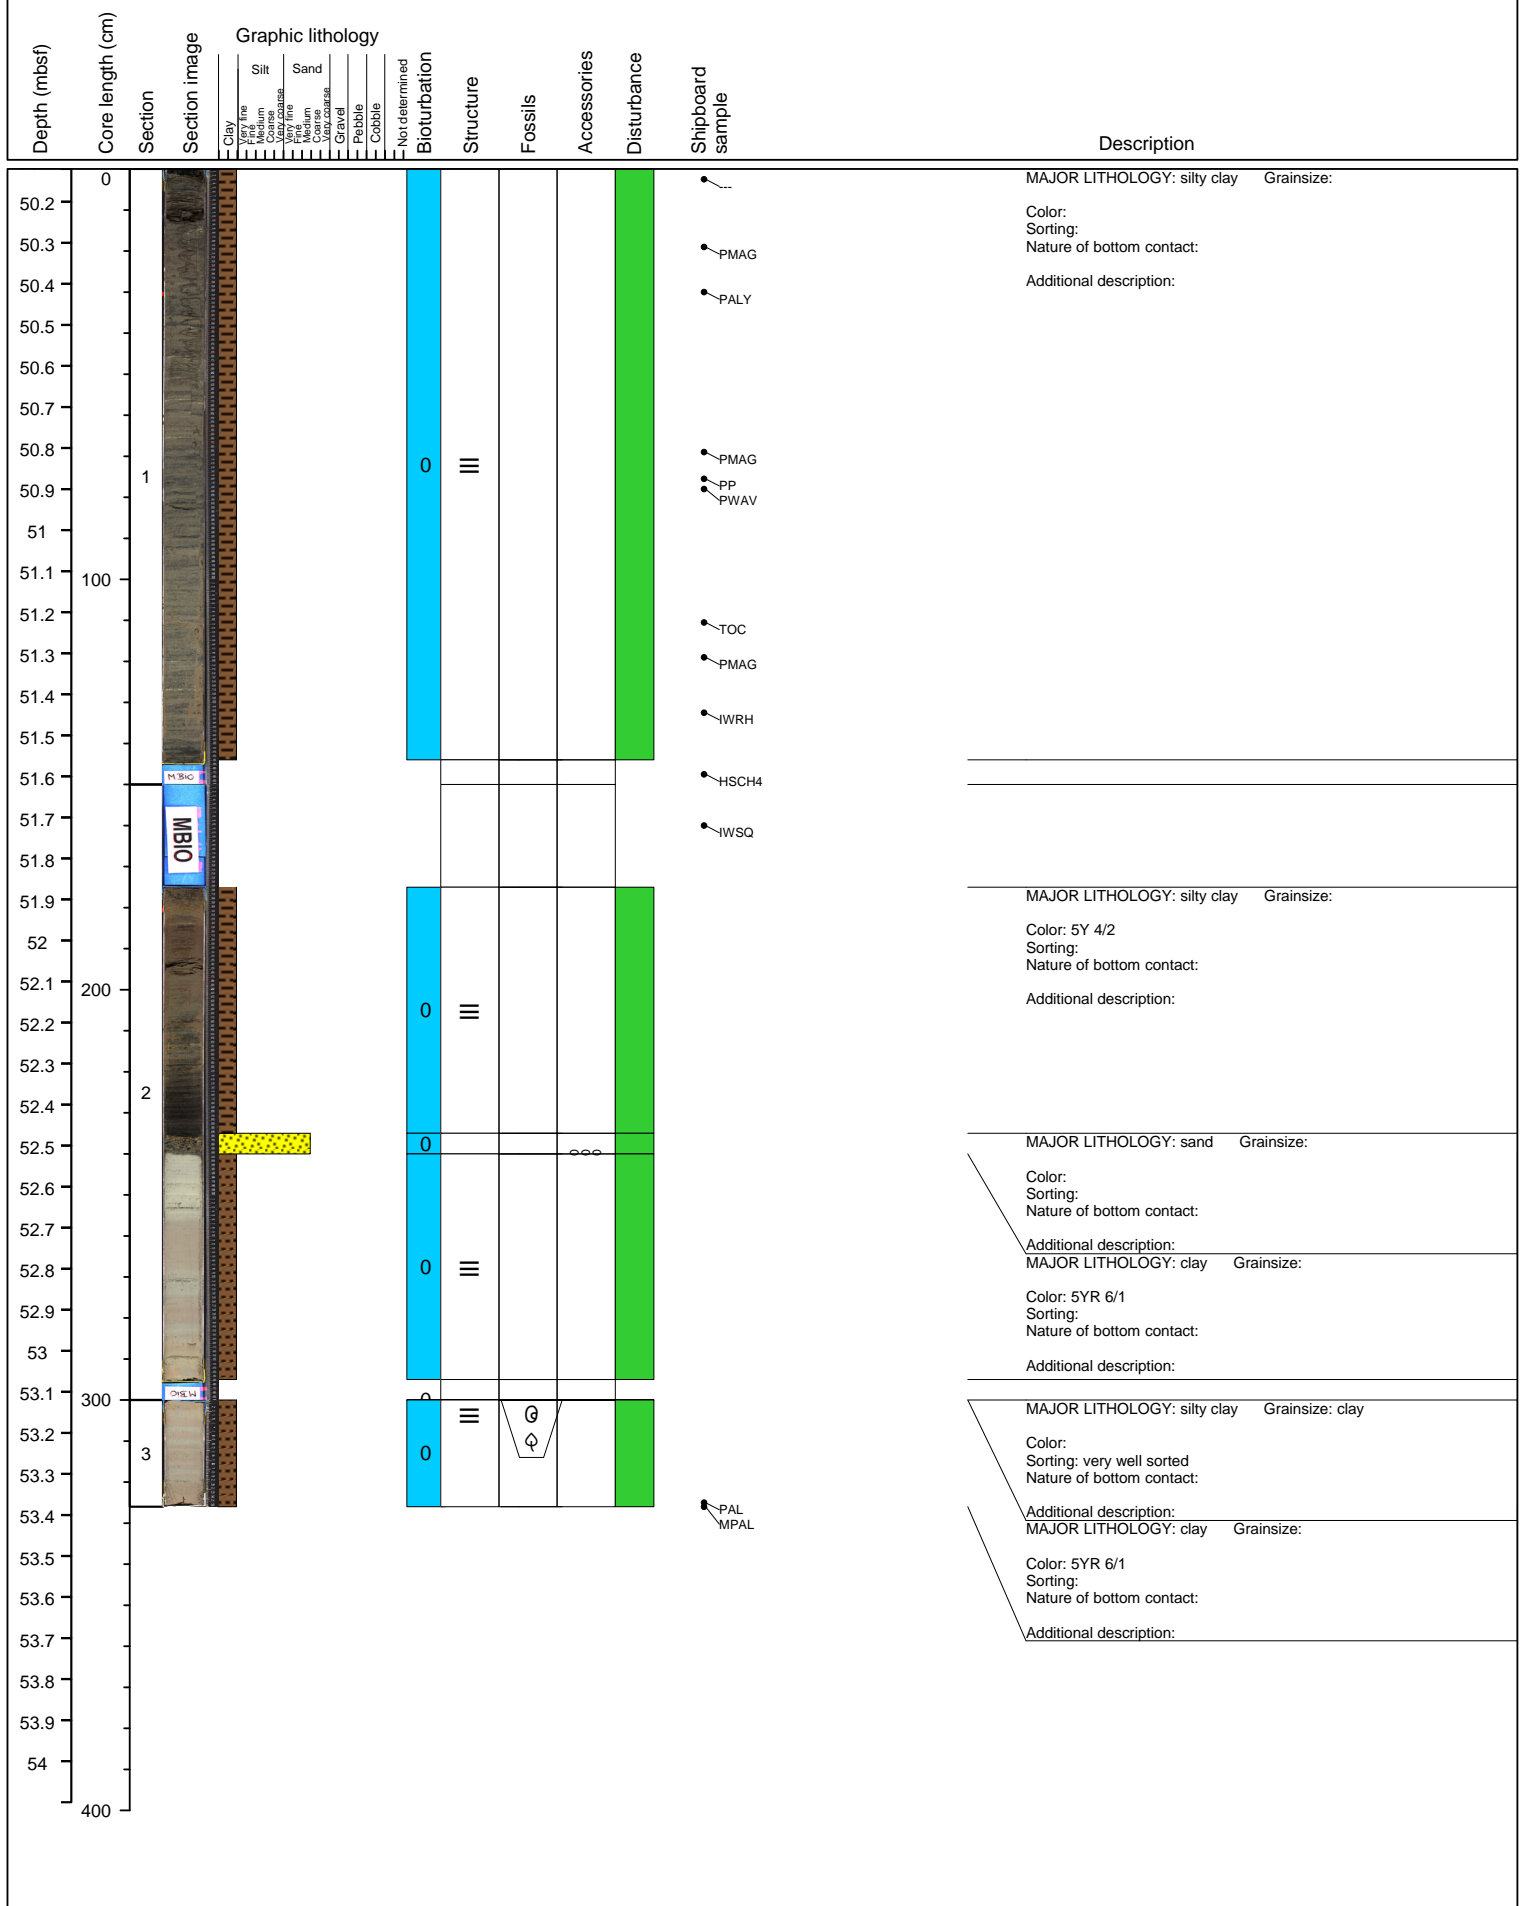 Depth (mbsf)
Core length (cm)
Section
Section image
Graphic lithology
Clay
Silt
Very fine
Fine
Medium
Coarse
Very coarse
Sand
Very fine
Fine
Medium
Coarse
Very coarse
Gravel
Pebble
Cobble
Not determined
Bioturbation
Structure
Fossils
Accessories
Disturbance
Shipboard
sample
Description
0 --- MAJOR LITHOLOGY: silty clay Grainsize:
50.2 Color:
Sorting:
50.3 PMAG Nature of bottom contact:
50.4 PALY Additional description:
50.5
50.6
50.7
50.8 PMAG
1 0
PP
50.9 PWAV
51
51.1 100
51.2 TOC
51.3 PMAG
51.4 IWRH
51.5
51.6 MBIO HSCH4
51.7 MBIO IWSQ
51.8
51.9 MAJOR LITHOLOGY: silty clay Grainsize:
Color: 5Y 4/2
52 Sorting:
Nature of bottom contact:
52.1 200 Additional description:
52.2 0
52.3
52.4 2
52.5 0 MAJOR LITHOLOGY: sand Grainsize:
52.6 Color:
Sorting:
52.7 Nature of bottom contact:
Additional description:
52.8 0 MAJOR LITHOLOGY: clay Grainsize:
52.9 Color: 5YR 6/1
Sorting:
Nature of bottom contact:
53 Additional description:
53.1 300 MBIO 0
MAJOR LITHOLOGY: silty clay Grainsize: clay
53.2 Color:
3 0 Sorting: very well sorted
53.3 Nature of bottom contact:
53.4 PAL Additional description:
MPAL MAJOR LITHOLOGY: clay Grainsize:
53.5 Color: 5YR 6/1
Sorting:
53.6 Nature of bottom contact:
53.7 Additional description:
53.8
53.9
54
400